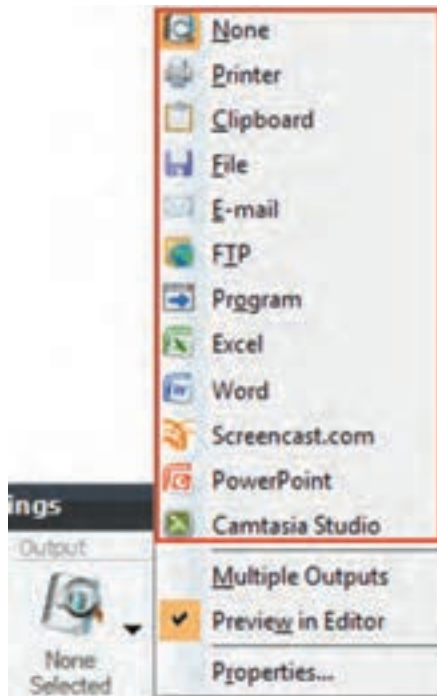 None
Printer
Clipboard
File
E-mail
FTP
Program
Excel
Word
Screencast.com
PowerPoint
Camtasia Studio
ings
Output
Multiple Outputs
Preview in Editor
None
Selected
Properties...